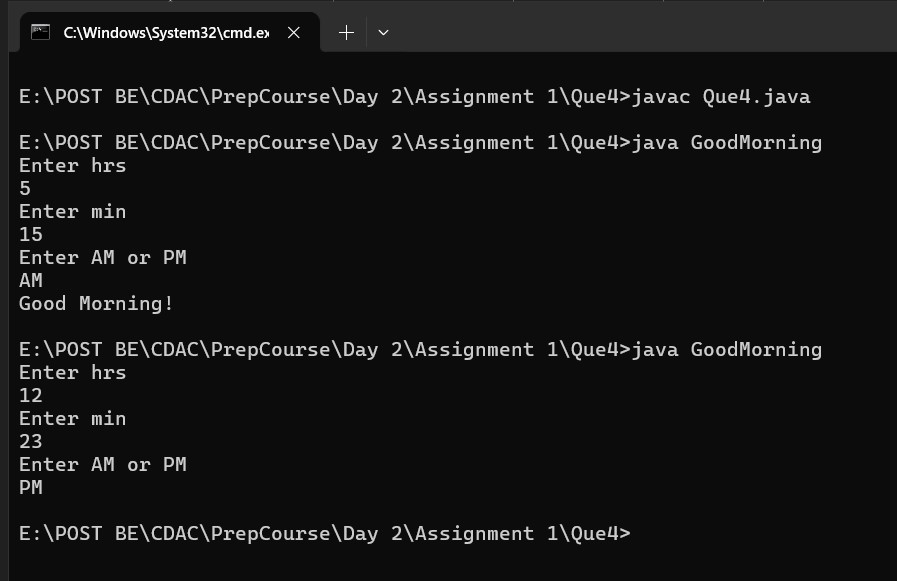 C:\Windows\System32\cmd.ex
E:\POST BE\CDAC\PrepCourse\Day 2\Assignment 1\Que4>javac Que4.java
E:\POST BE\CDAC\PrepCourse\Day 2\Assignment 1\Que4>java GoodMorning
Enter hrs
5
Enter min
15
Enter AM or PM
AM
Good Morning!
E:\POST BE\CDAC\PrepCourse\Day 2\Assignment 1\Que4>java GoodMorning
Enter hrs
12
Enter min
23
Enter AM or PM
PM
E:\POST BE\CDAC\PrepCourse\Day 2\Assignment 1\Que4>